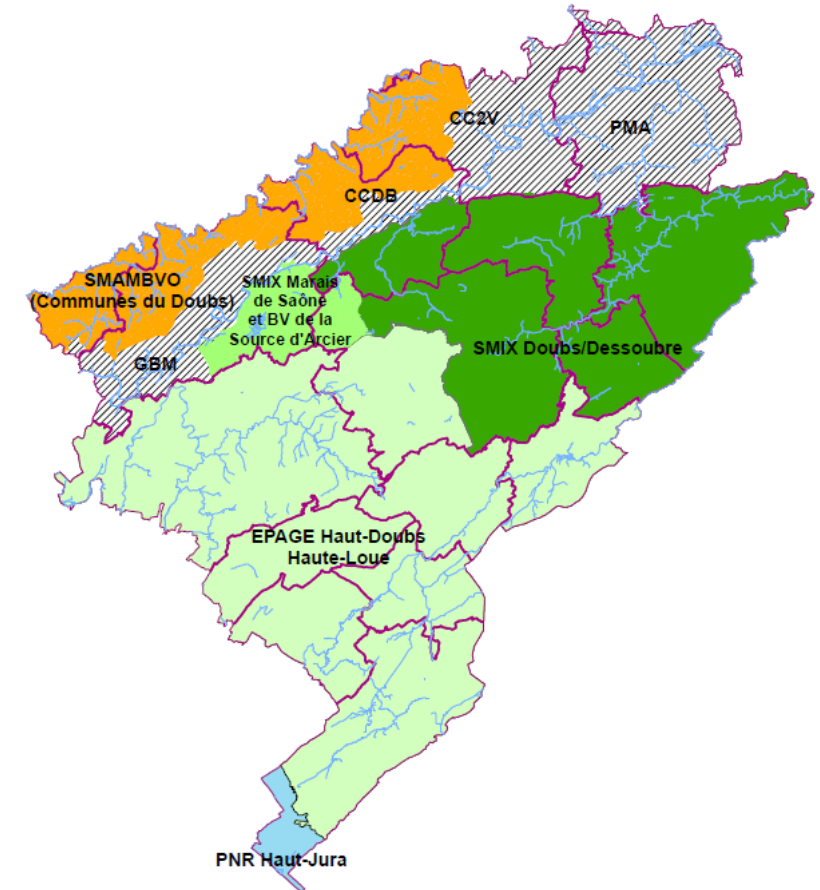 CC2V
PMA
CCDB
SMAMBVO
(Communes du Doubs)
SMIX Marais
de Saône
et BV de la
Source d'Arcier
GBM
SMIX Doubs/Dessoubre
EPAGE Haut-Doubs
Haute-Loue
PNR Haut-Jura